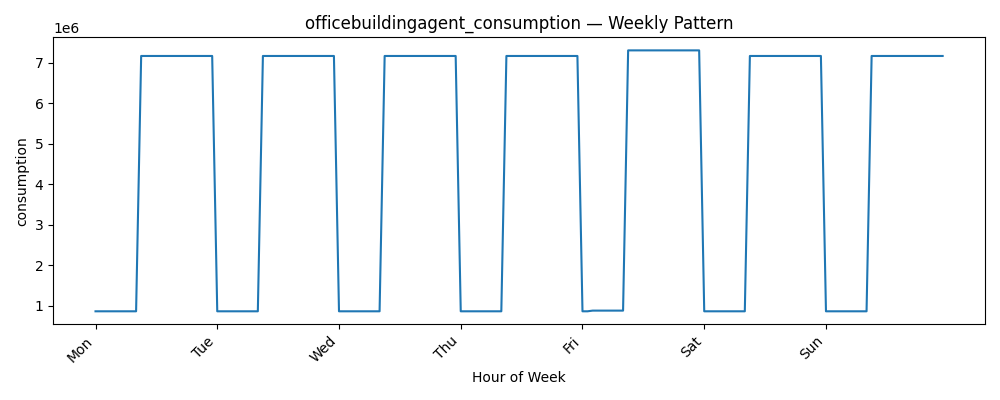 officebuildingagent_consumption — Weekly Pattern
1e6
7
6
5
4
3
2
1
consumption
Mon
Tue
Wed
Thu
Fri
Sat
Sun
Hour of Week